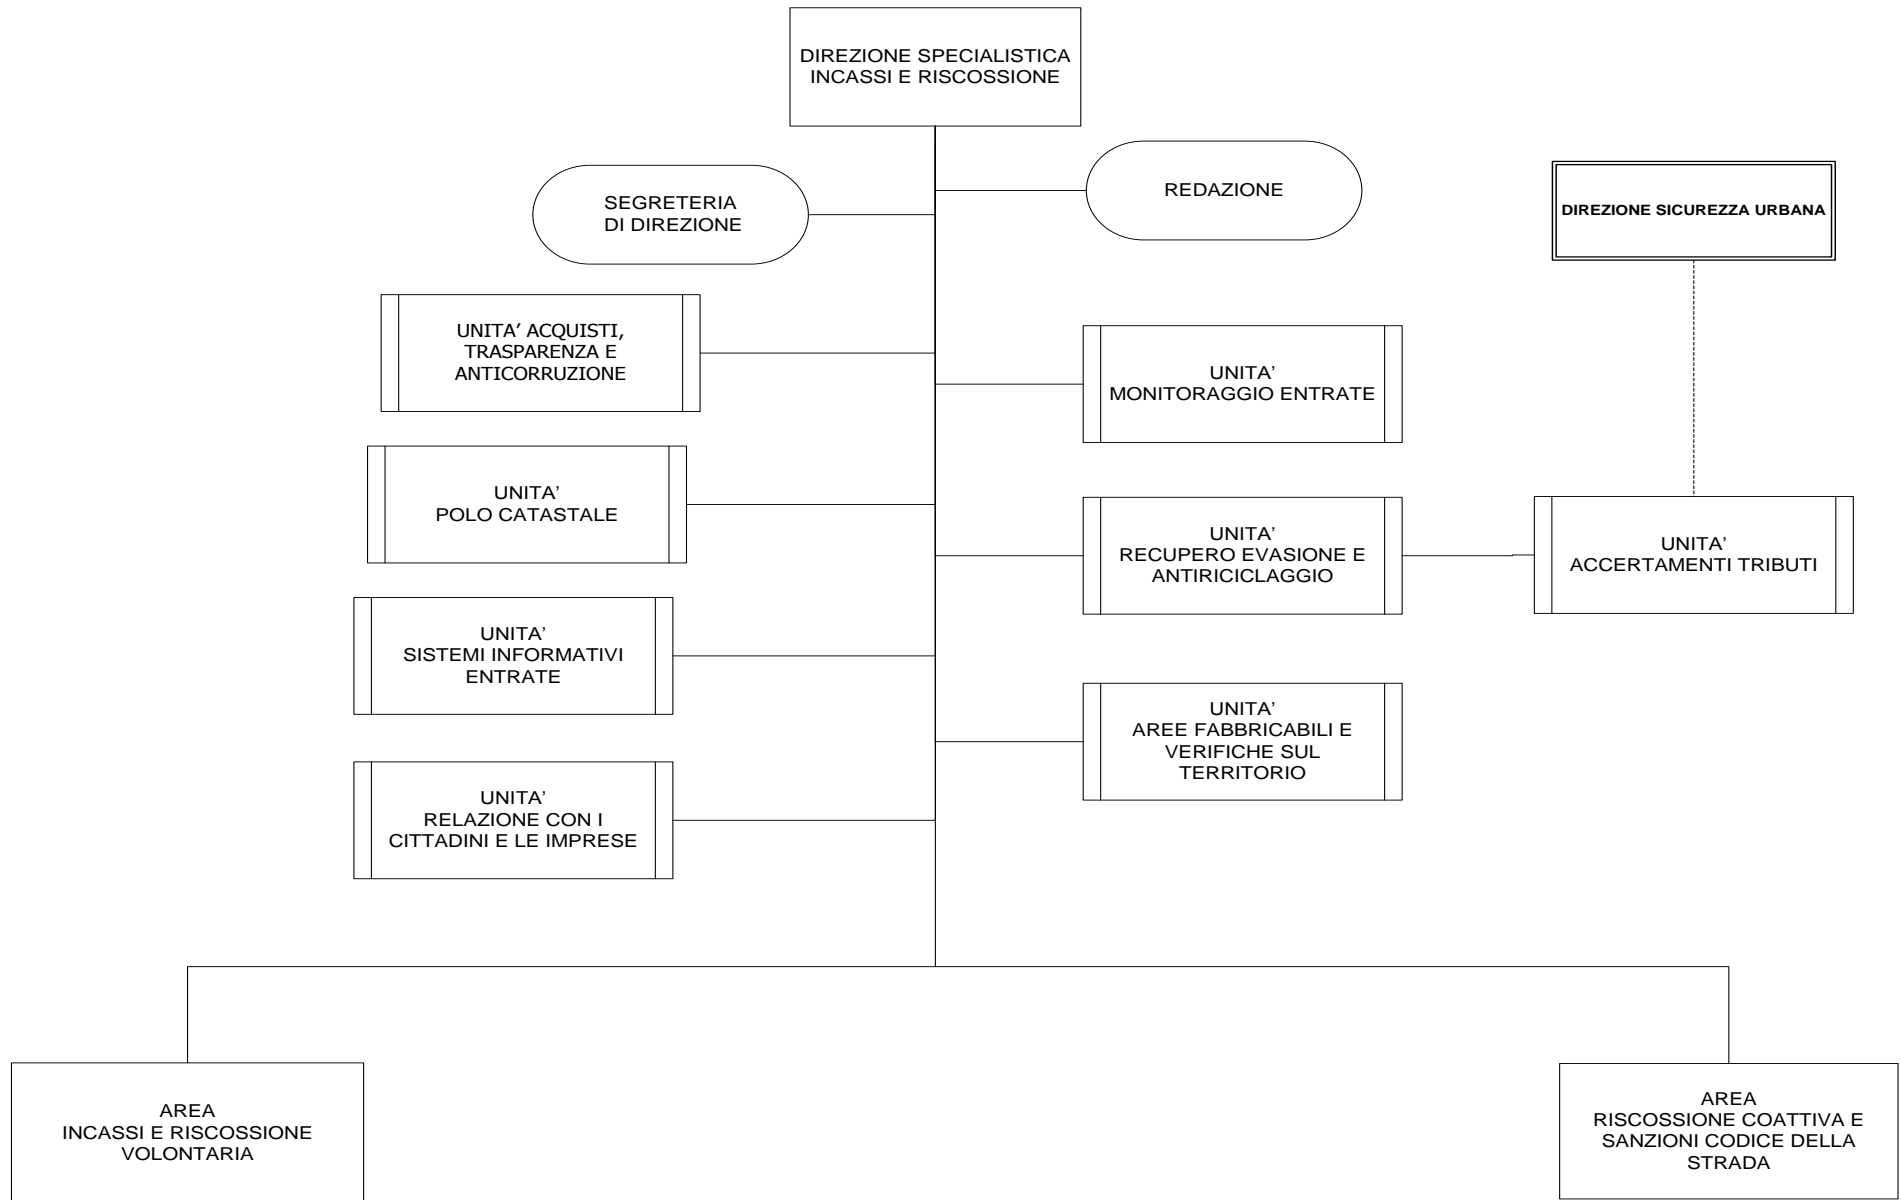 DIREZIONE SPECIALISTICA
INCASSI E RISCOSSIONE
SEGRETERIA
DI DIREZIONE
REDAZIONE
DIREZIONE SICUREZZA URBANA
UNITA’ ACQUISTI,
TRASPARENZA E
ANTICORRUZIONE
UNITA’
MONITORAGGIO ENTRATE
UNITA’
POLO CATASTALE
UNITA’
RECUPERO EVASIONE E
ANTIRICICLAGGIO
UNITA’
ACCERTAMENTI TRIBUTI
UNITA’
SISTEMI INFORMATIVI
ENTRATE
UNITA’
AREE FABBRICABILI E
VERIFICHE SUL
TERRITORIO
UNITA’
RELAZIONE CON I
CITTADINI E LE IMPRESE
AREA
INCASSI E RISCOSSIONE
VOLONTARIA
AREA
RISCOSSIONE COATTIVA E
SANZIONI CODICE DELLA
STRADA